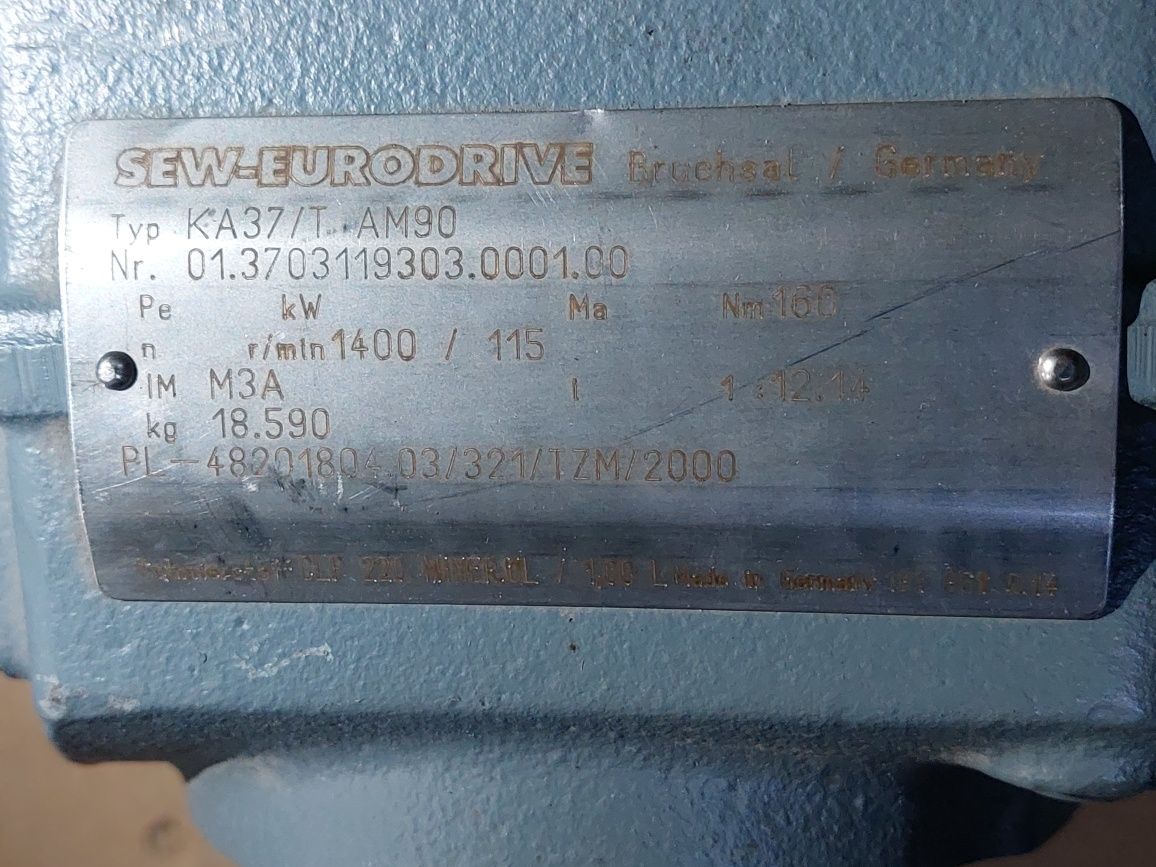 SEW-EURODRIVE Bruchsal / Germany
Typ KA37/T AM90
Nr. 01.3703119303.0001.00
Pe kW Ma Nm 160
n r/min 1400 / 115
IM M3A i 1 :12.14
kg 18.590
PL-48201804.03/321/TZM/2000
CLP 220 MINER.ÖL / 1,00 L Made in Germany